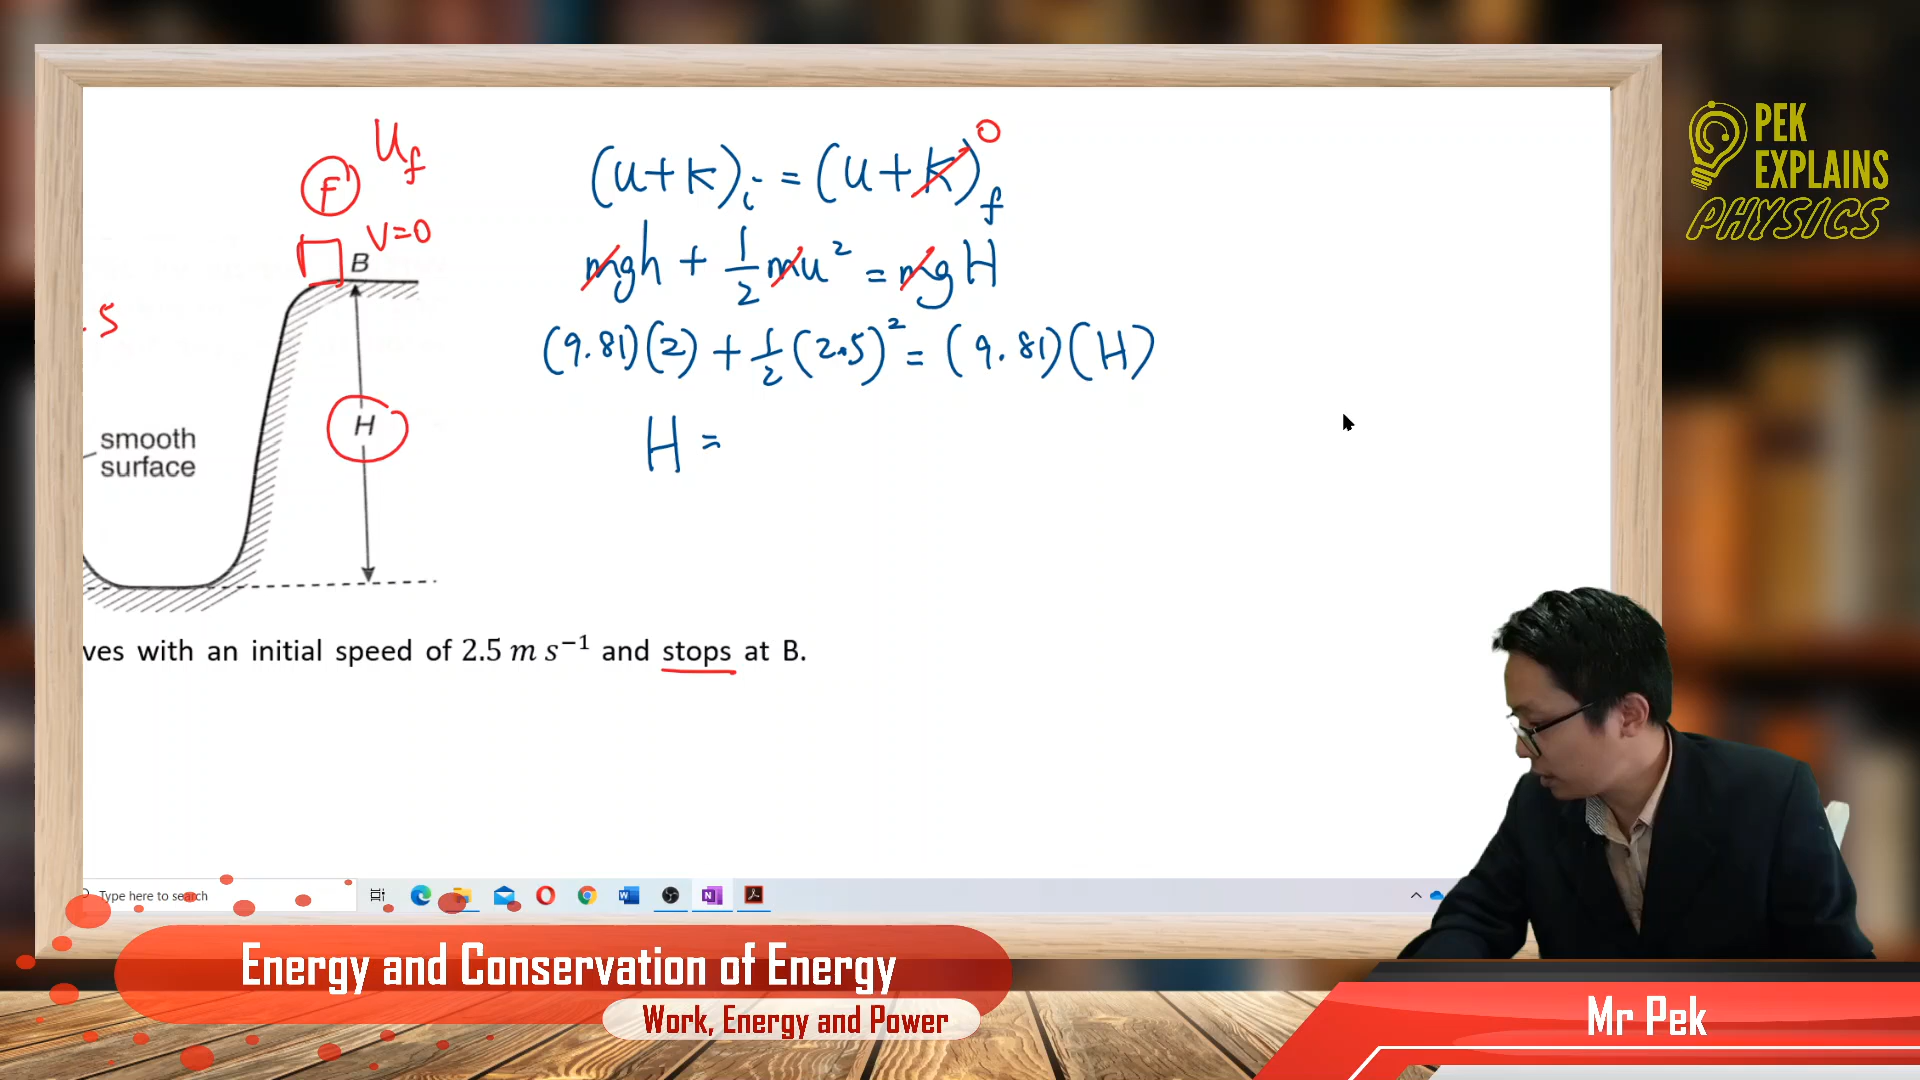 PEK
EXPLAINS
PHYSICS
U_f
F
V=0
B
.5
H
smooth
surface
(U+K)_i = (U+K)_f 0
mgh + 1/2 mu² = mgH
(9.81)(2) + 1/2 (2.5)² = (9.81)(H)
H =
ves with an initial speed of 2.5 m s⁻¹ and stops at B.
Type here to search
Energy and Conservation of Energy
Work, Energy and Power
Mr Pek